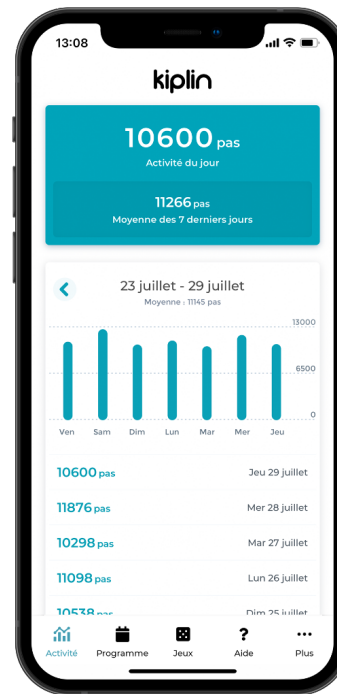 13:08
kiplin
10600 pas
Activité du jour
11266 pas
Moyenne des 7 derniers jours
23 juillet - 29 juillet
Moyenne : 11145 pas
13000
6500
0
Ven Sam Dim Lun Mar Mer Jeu
10600 pas Jeu 29 juillet
11876 pas Mer 28 juillet
10298 pas Mar 27 juillet
11098 pas Lun 26 juillet
10538 pas Dim 25 juillet
Activité Programme Jeux Aide Plus